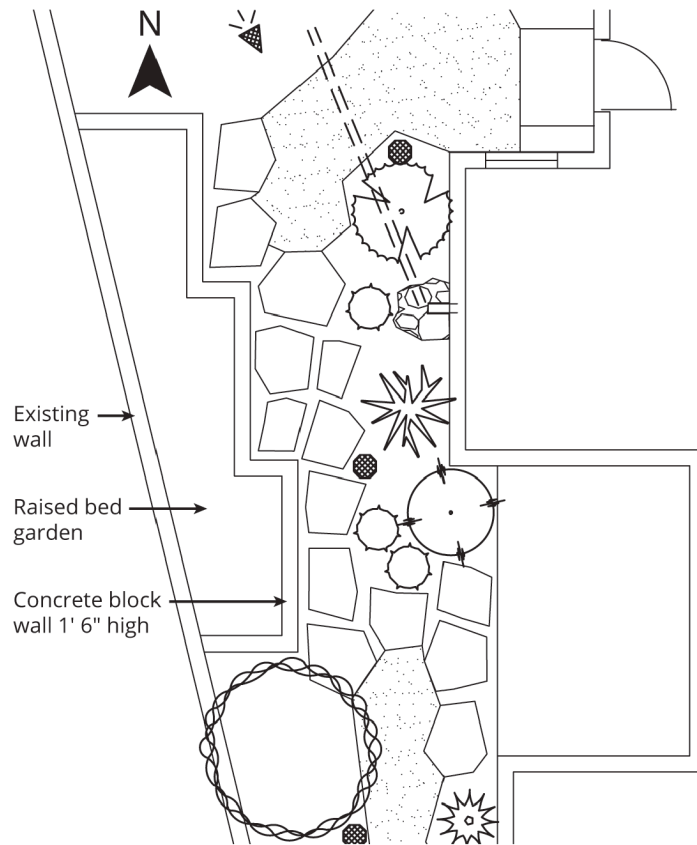 N
Existing
wall
Raised bed
garden
Concrete block
wall 1' 6" high